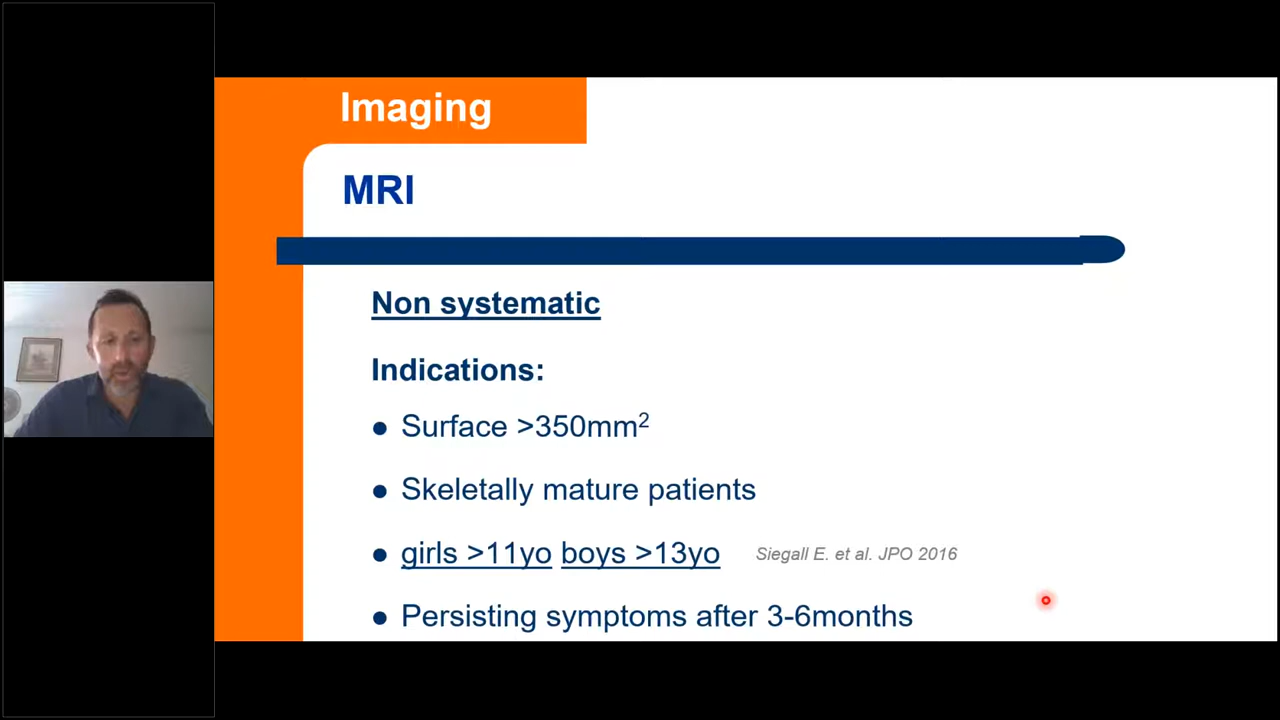 Imaging
MRI
Non systematic
Indications:
● Surface >350mm²
● Skeletally mature patients
● girls >11yo boys >13yo Siegall E. et al. JPO 2016
● Persisting symptoms after 3-6months